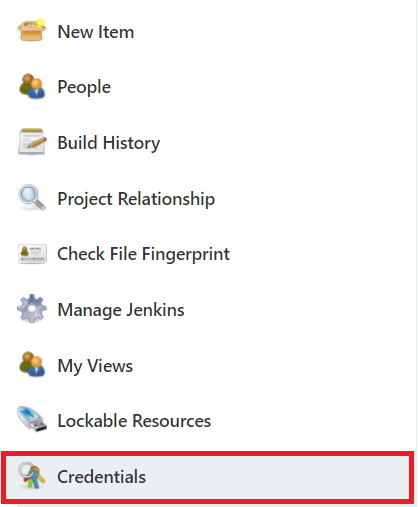 New Item
People
Build History
Project Relationship
Check File Fingerprint
Manage Jenkins
My Views
Lockable Resources
Credentials